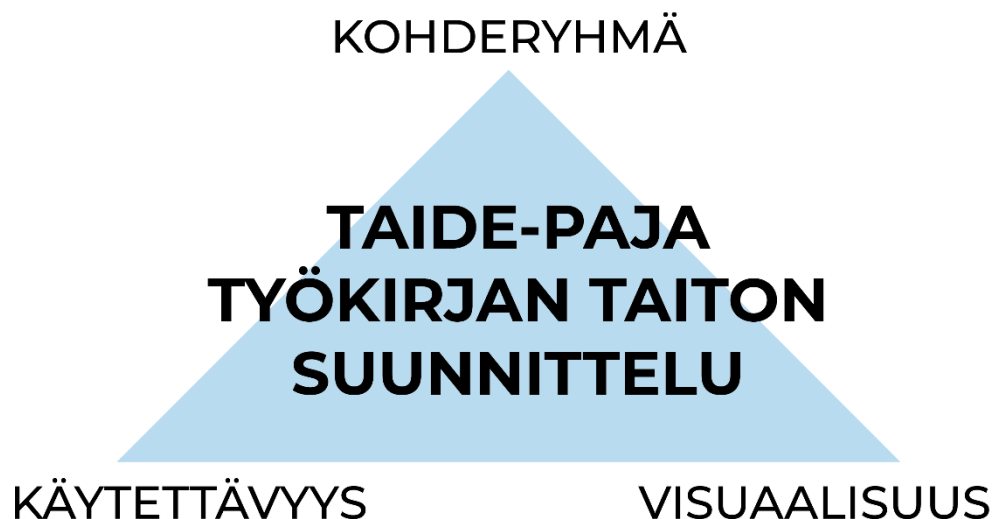 KOHDERYHMÄ
TAIDE-PAJA
TYÖKIRJAN TAITON
SUUNNITTELU
KÄYTETTÄVYYS
VISUAALISUUS